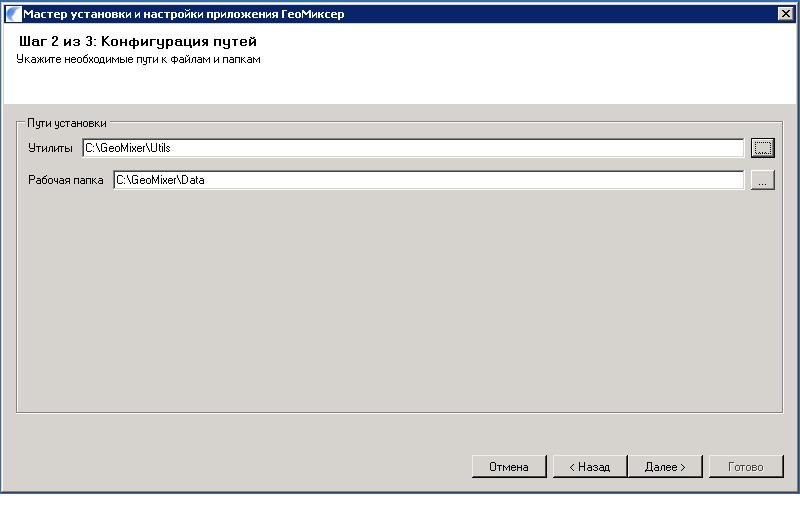 Мастер установки и настройки приложения ГеоМиксер
Шаг 2 из 3: Конфигурация путей
Укажите необходимые пути к файлам и папкам
Пути установки
Утилиты C:\GeoMixer\Utils ...
Рабочая папка C:\GeoMixer\Data ...
Отмена < Назад Далее > Готово